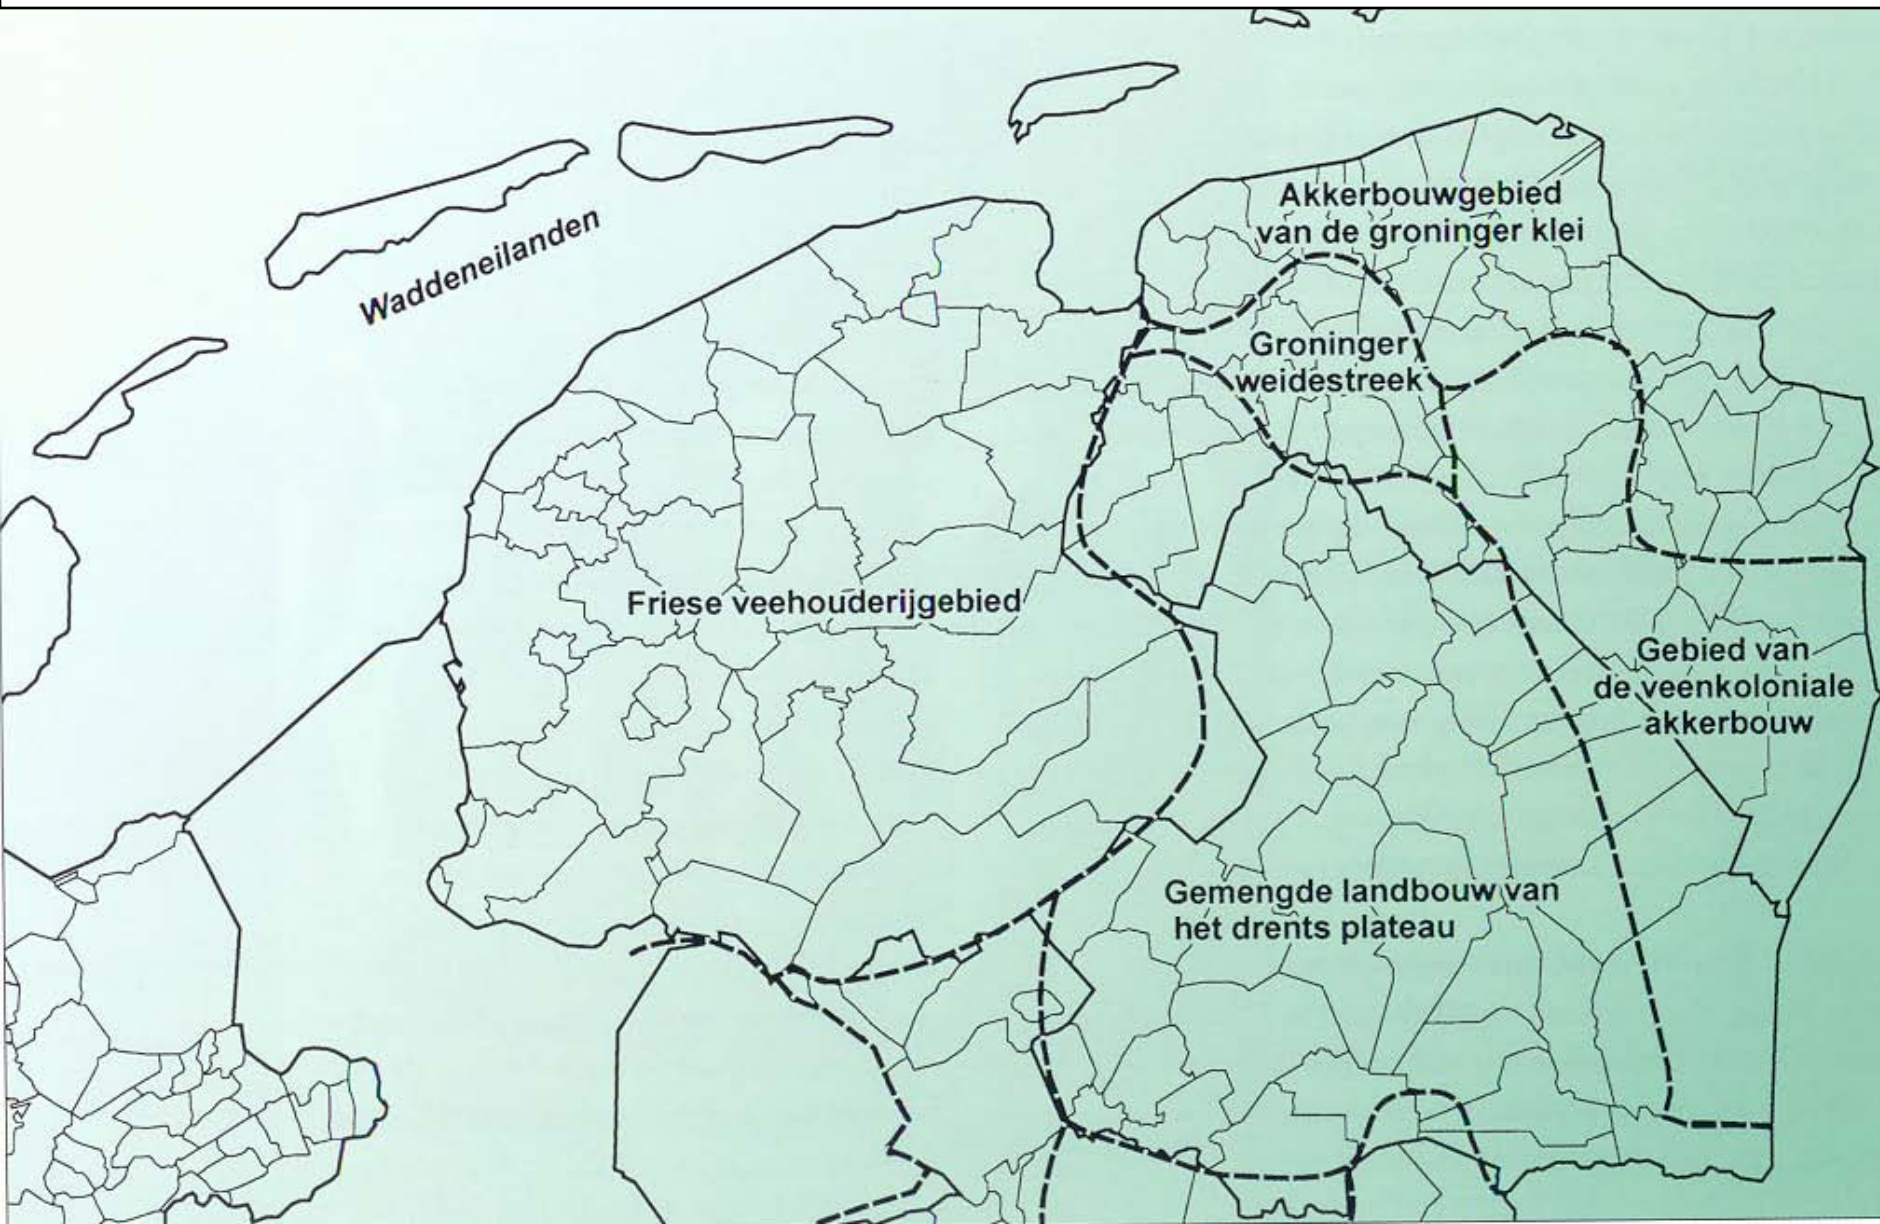 Akkerbouwgebied
van de groninger klei
Waddeneilanden
Groninger
weidestreek
Friese veehouderijgebied
Gebied van
de veenkoloniale
akkerbouw
Gemengde landbouw van
het drents plateau